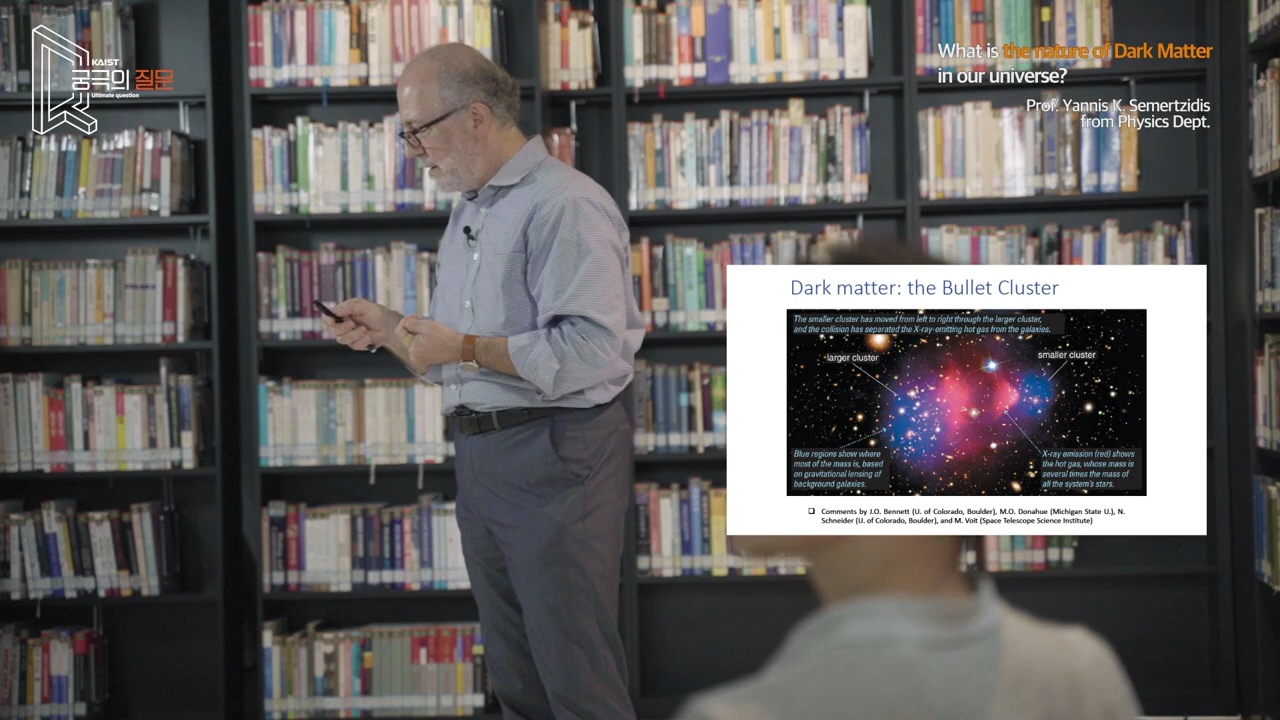 KAIST
궁극의 질문
Ultimate question
What is the nature of Dark Matter
in our universe?
Prof. Yannis K. Semertzidis
from Physics Dept.
Dark matter: the Bullet Cluster
The smaller cluster has moved from left to right through the larger cluster,
and the collision has separated the X-ray-emitting hot gas from the galaxies.
larger cluster
smaller cluster
Blue regions show where
most of the mass is, based
on gravitational lensing of
background galaxies.
X-ray emission (red) shows
the hot gas, whose mass is
several times the mass of
all the system's stars.
❑ Comments by J.O. Bennett (U. of Colorado, Boulder), M.O. Donahue (Michigan State U.), N.
Schneider (U. of Colorado, Boulder), and M. Voit (Space Telescope Science Institute)